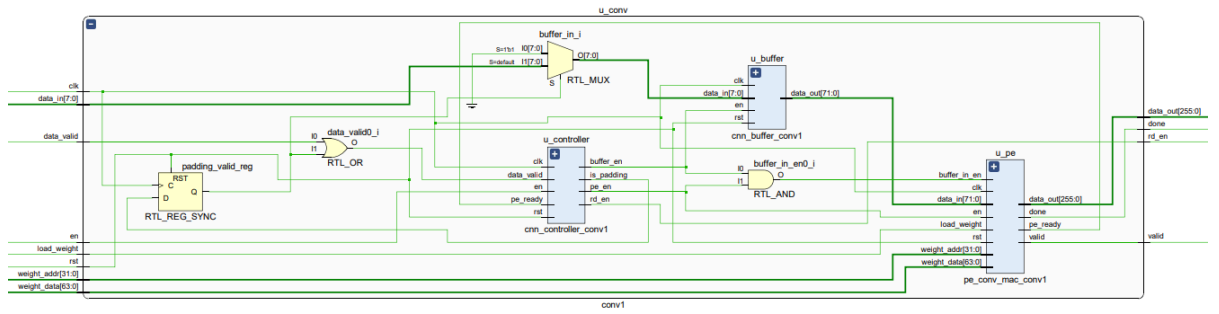 u_conv
buffer_in_i
S=1'b1 I0[7:0]
O[7:0]
S=default I1[7:0]
S
RTL_MUX
u_buffer
clk
data_in[7:0]
data_out[71:0]
en
rst
cnn_buffer_conv1
clk
data_in[7:0]
data_valid
data_valid0_i
I0
O
I1
RTL_OR
padding_valid_reg
RST
C
Q
D
RTL_REG_SYNC
u_controller
clk
buffer_en
data_valid
is_padding
en
pe_en
pe_ready
rd_en
rst
cnn_controller_conv1
buffer_in_en0_i
I0
O
I1
RTL_AND
u_pe
buffer_in_en
clk
data_in[71:0]
data_out[255:0]
en
done
load_weight
pe_ready
rst
valid
weight_addr[31:0]
weight_data[63:0]
pe_conv_mac_conv1
data_out[255:0]
done
rd_en
valid
en
load_weight
rst
weight_addr[31:0]
weight_data[63:0]
conv1